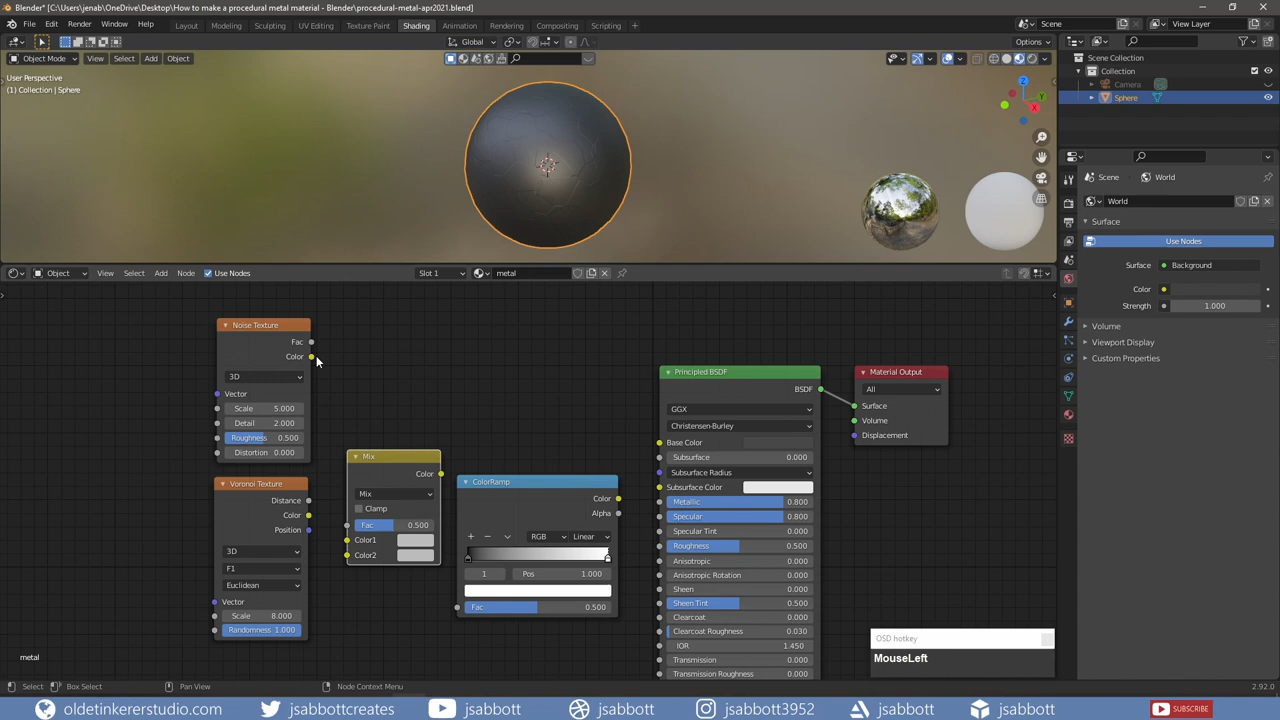 Blender* [C:\Users\jenab\OneDrive\Desktop\How to make a procedural metal material - Blender\procedural-metal-apr2021.blend]
File Edit Render Window Help Layout Modeling Sculpting UV Editing Texture Paint Shading Animation Rendering Compositing Scripting + Scene View Layer
Global Options
Object Mode View Select Add Object
User Perspective
(1) Collection | Sphere
Z
Y
X
Scene Collection
Collection
Camera
Sphere
Scene World
World
Surface
Use Nodes
Surface Background
Color
Strength 1.000
Volume
Viewport Display
Custom Properties
Object View Select Add Node Use Nodes Slot 1 metal
Noise Texture
Fac
Color
3D
Vector
Scale 5.000
Detail 2.000
Roughness 0.500
Distortion 0.000
Voronoi Texture
Distance
Color
Position
3D
F1
Euclidean
Vector
Scale 8.000
Randomness 1.000
Mix
Color
Mix
Clamp
Fac 0.500
Color1
Color2
ColorRamp
Color
Alpha
+ − RGB Linear
1 Pos 1.000
Fac 0.500
Principled BSDF
BSDF
GGX
Christensen-Burley
Base Color
Subsurface 0.000
Subsurface Radius
Subsurface Color
Metallic 0.800
Specular 0.800
Specular Tint 0.000
Roughness 0.500
Anisotropic 0.000
Anisotropic Rotation 0.000
Sheen 0.000
Sheen Tint 0.500
Clearcoat 0.000
Clearcoat Roughness 0.030
IOR 1.450
Transmission 0.000
Transmission Roughness 0.000
Material Output
All
Surface
Volume
Displacement
OSD hotkey
MouseLeft
metal
Select Box Select Pan View Node Context Menu 2.92.0
oldetinkererstudio.com jsabbottcreates jsabbott jsabbott jsabbott3952 jsabbott jsabbott SUBSCRIBE